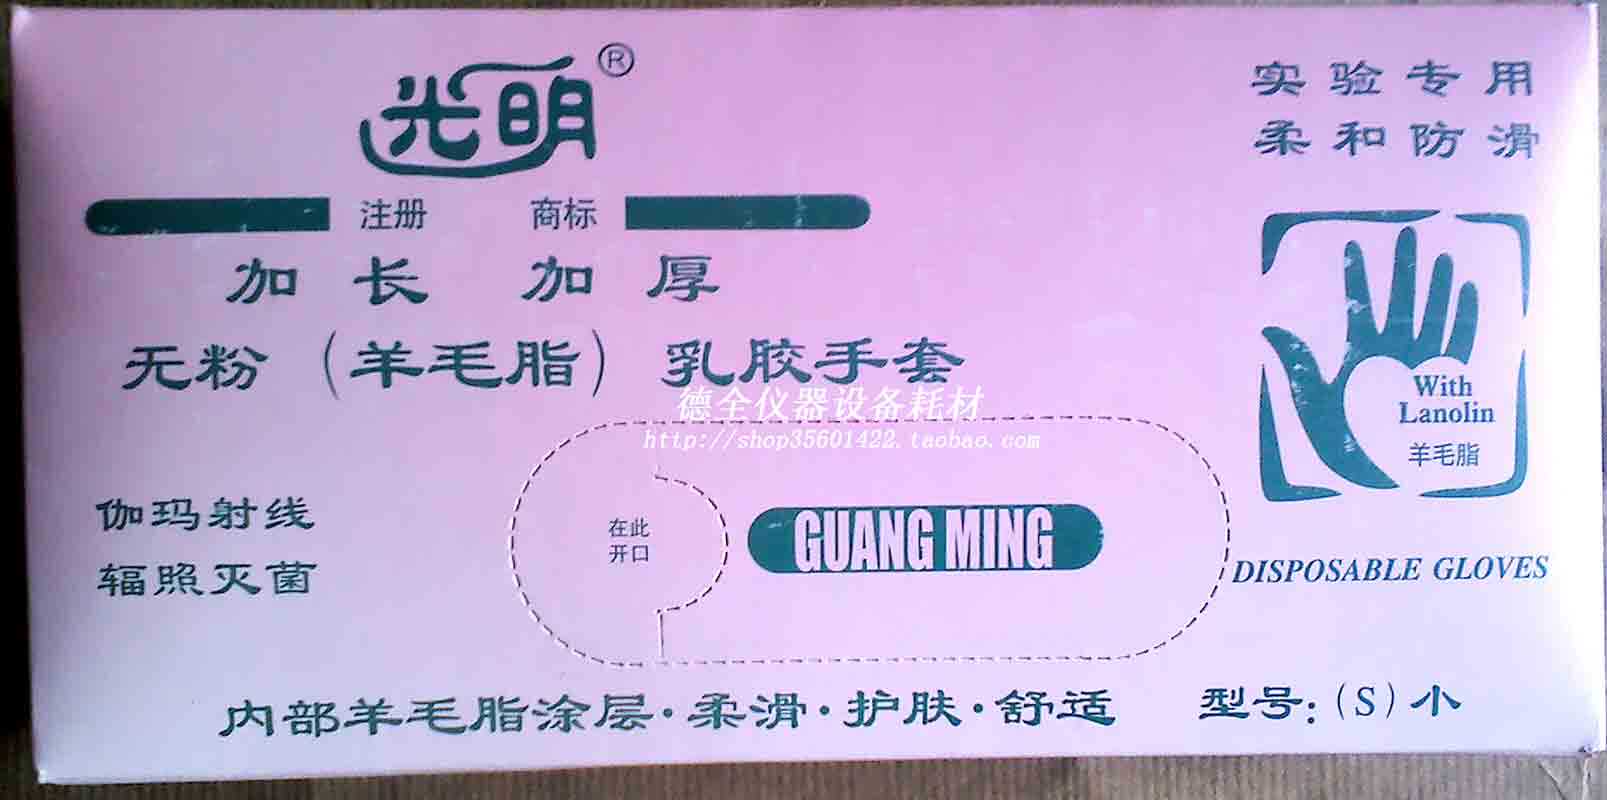 光明®
注册 商标
加长 加厚
无粉（羊毛脂）乳胶手套
实验专用
柔和防滑
With
Lanolin
羊毛脂
DISPOSABLE GLOVES
德全仪器设备耗材
http://shop35601422.taobao.com
伽玛射线
辐照灭菌
在此
开口
GUANG MING
内部羊毛脂涂层·柔滑·护肤·舒适
型号:(S)小